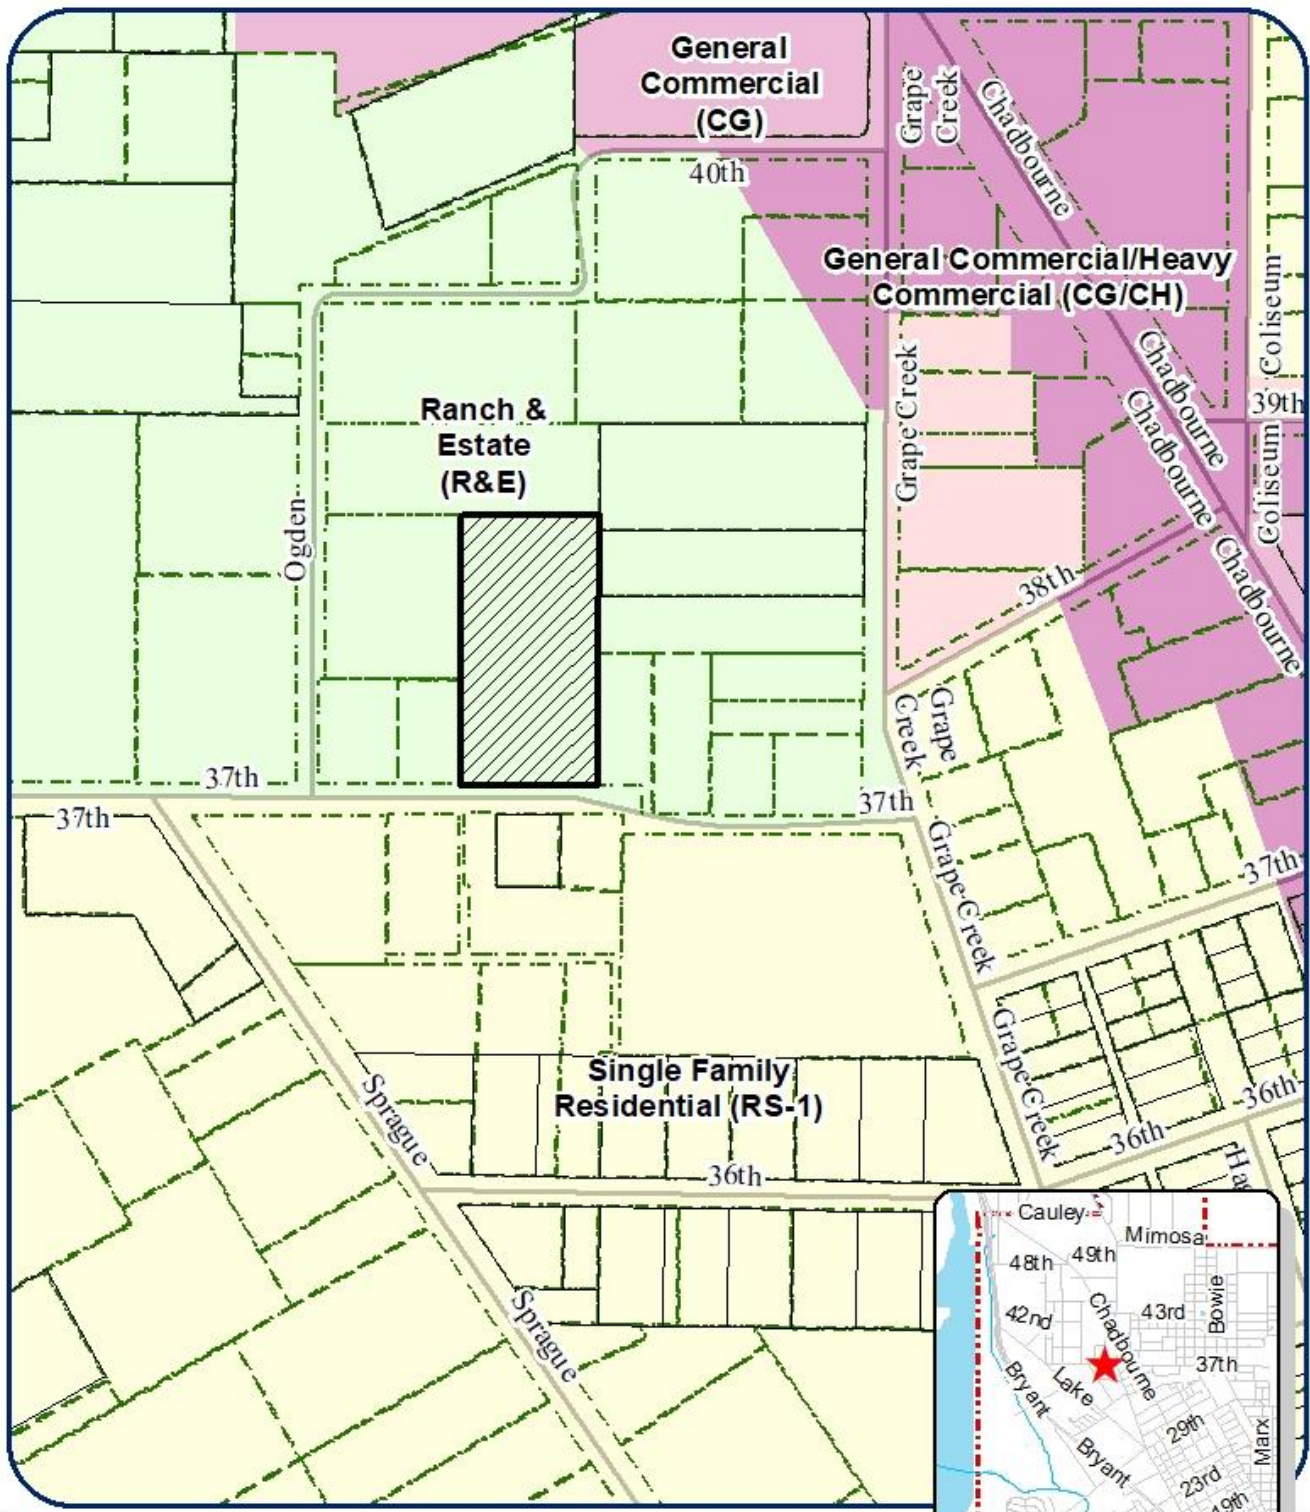 General
Commercial
(CG)
Grape
Creek
Chadbourne
40th
General Commercial/Heavy
Commercial (CG/CH)
Coliseum
Grape Creek
Chadbourne
Chadbourne
39th
Ranch &
Estate
(R&E)
Coliseum
Ogden
38th
Chadbourne
Grape
Creek
37th
37th
37th
Grape Creek
37th
Grape Creek
Single Family
Residential (RS-1)
Sprague
36th
36th
36th
Sprague
Cauley
Mimosa
48th
49th
Bowie
42nd
Chadbourne
43rd
37th
Lake
Bryant
29th
Marx
Bryant
23rd
19th